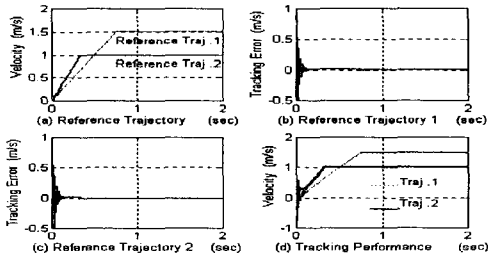 2
1.5
1
0.5
0
0
1
2
Velocity (m/s)
Reference Traj.1
Reference Traj.2
(a) Reference Trajectory (sec)
0.5
0
-0.5
0
1
2
Tracking Error (m/s)
(b) Reference Trajectory 1 (sec)
1
0.5
0
-0.5
0
1
2
Tracking Error (m/s)
(c) Reference Trajectory 2 (sec)
2
1
0
-1
0
1
2
Velocity (m/s)
Traj.1
Traj.2
(d) Tracking Performance (sec)